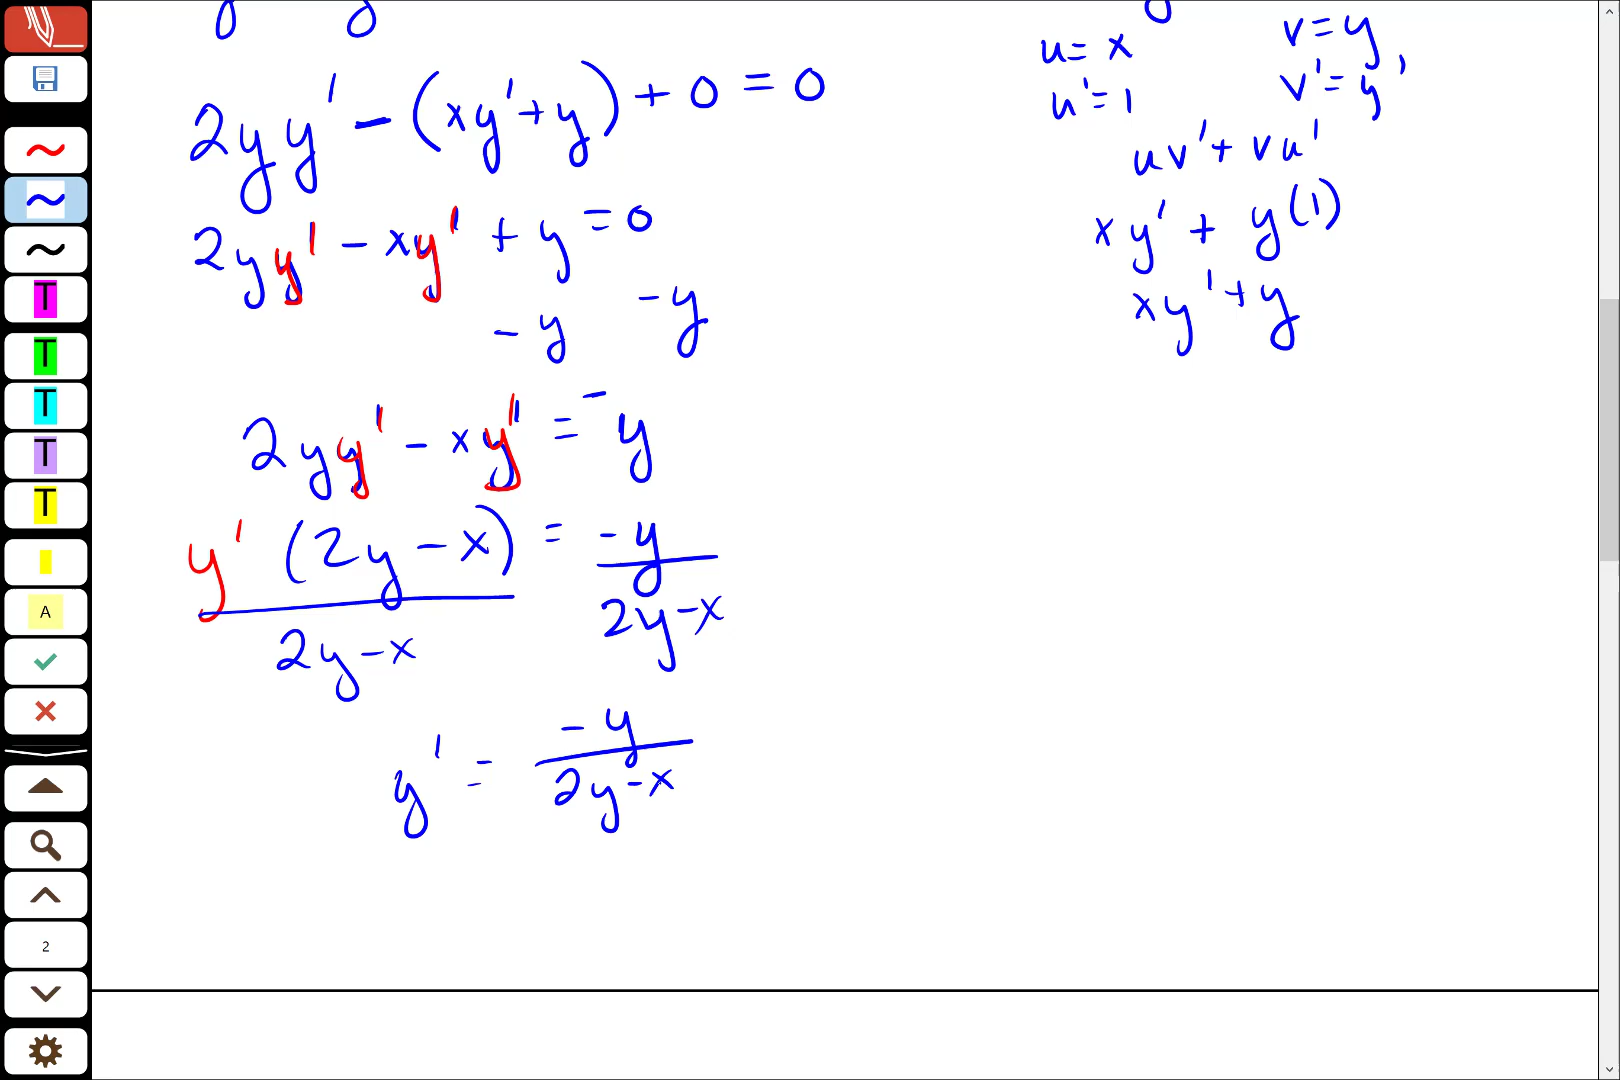 2yy' - (xy'+y) + 0 = 0
2yy' - xy' + y = 0
- y - y
2yy' - xy' = -y
y' (2y - x) = -y
2y - x 2y - x
y' = -y
2y - x
u = x v = y
u' = 1 v' = y'
uv' + vu'
xy' + y(1)
xy' + y
T
T
T
T
T
A
2